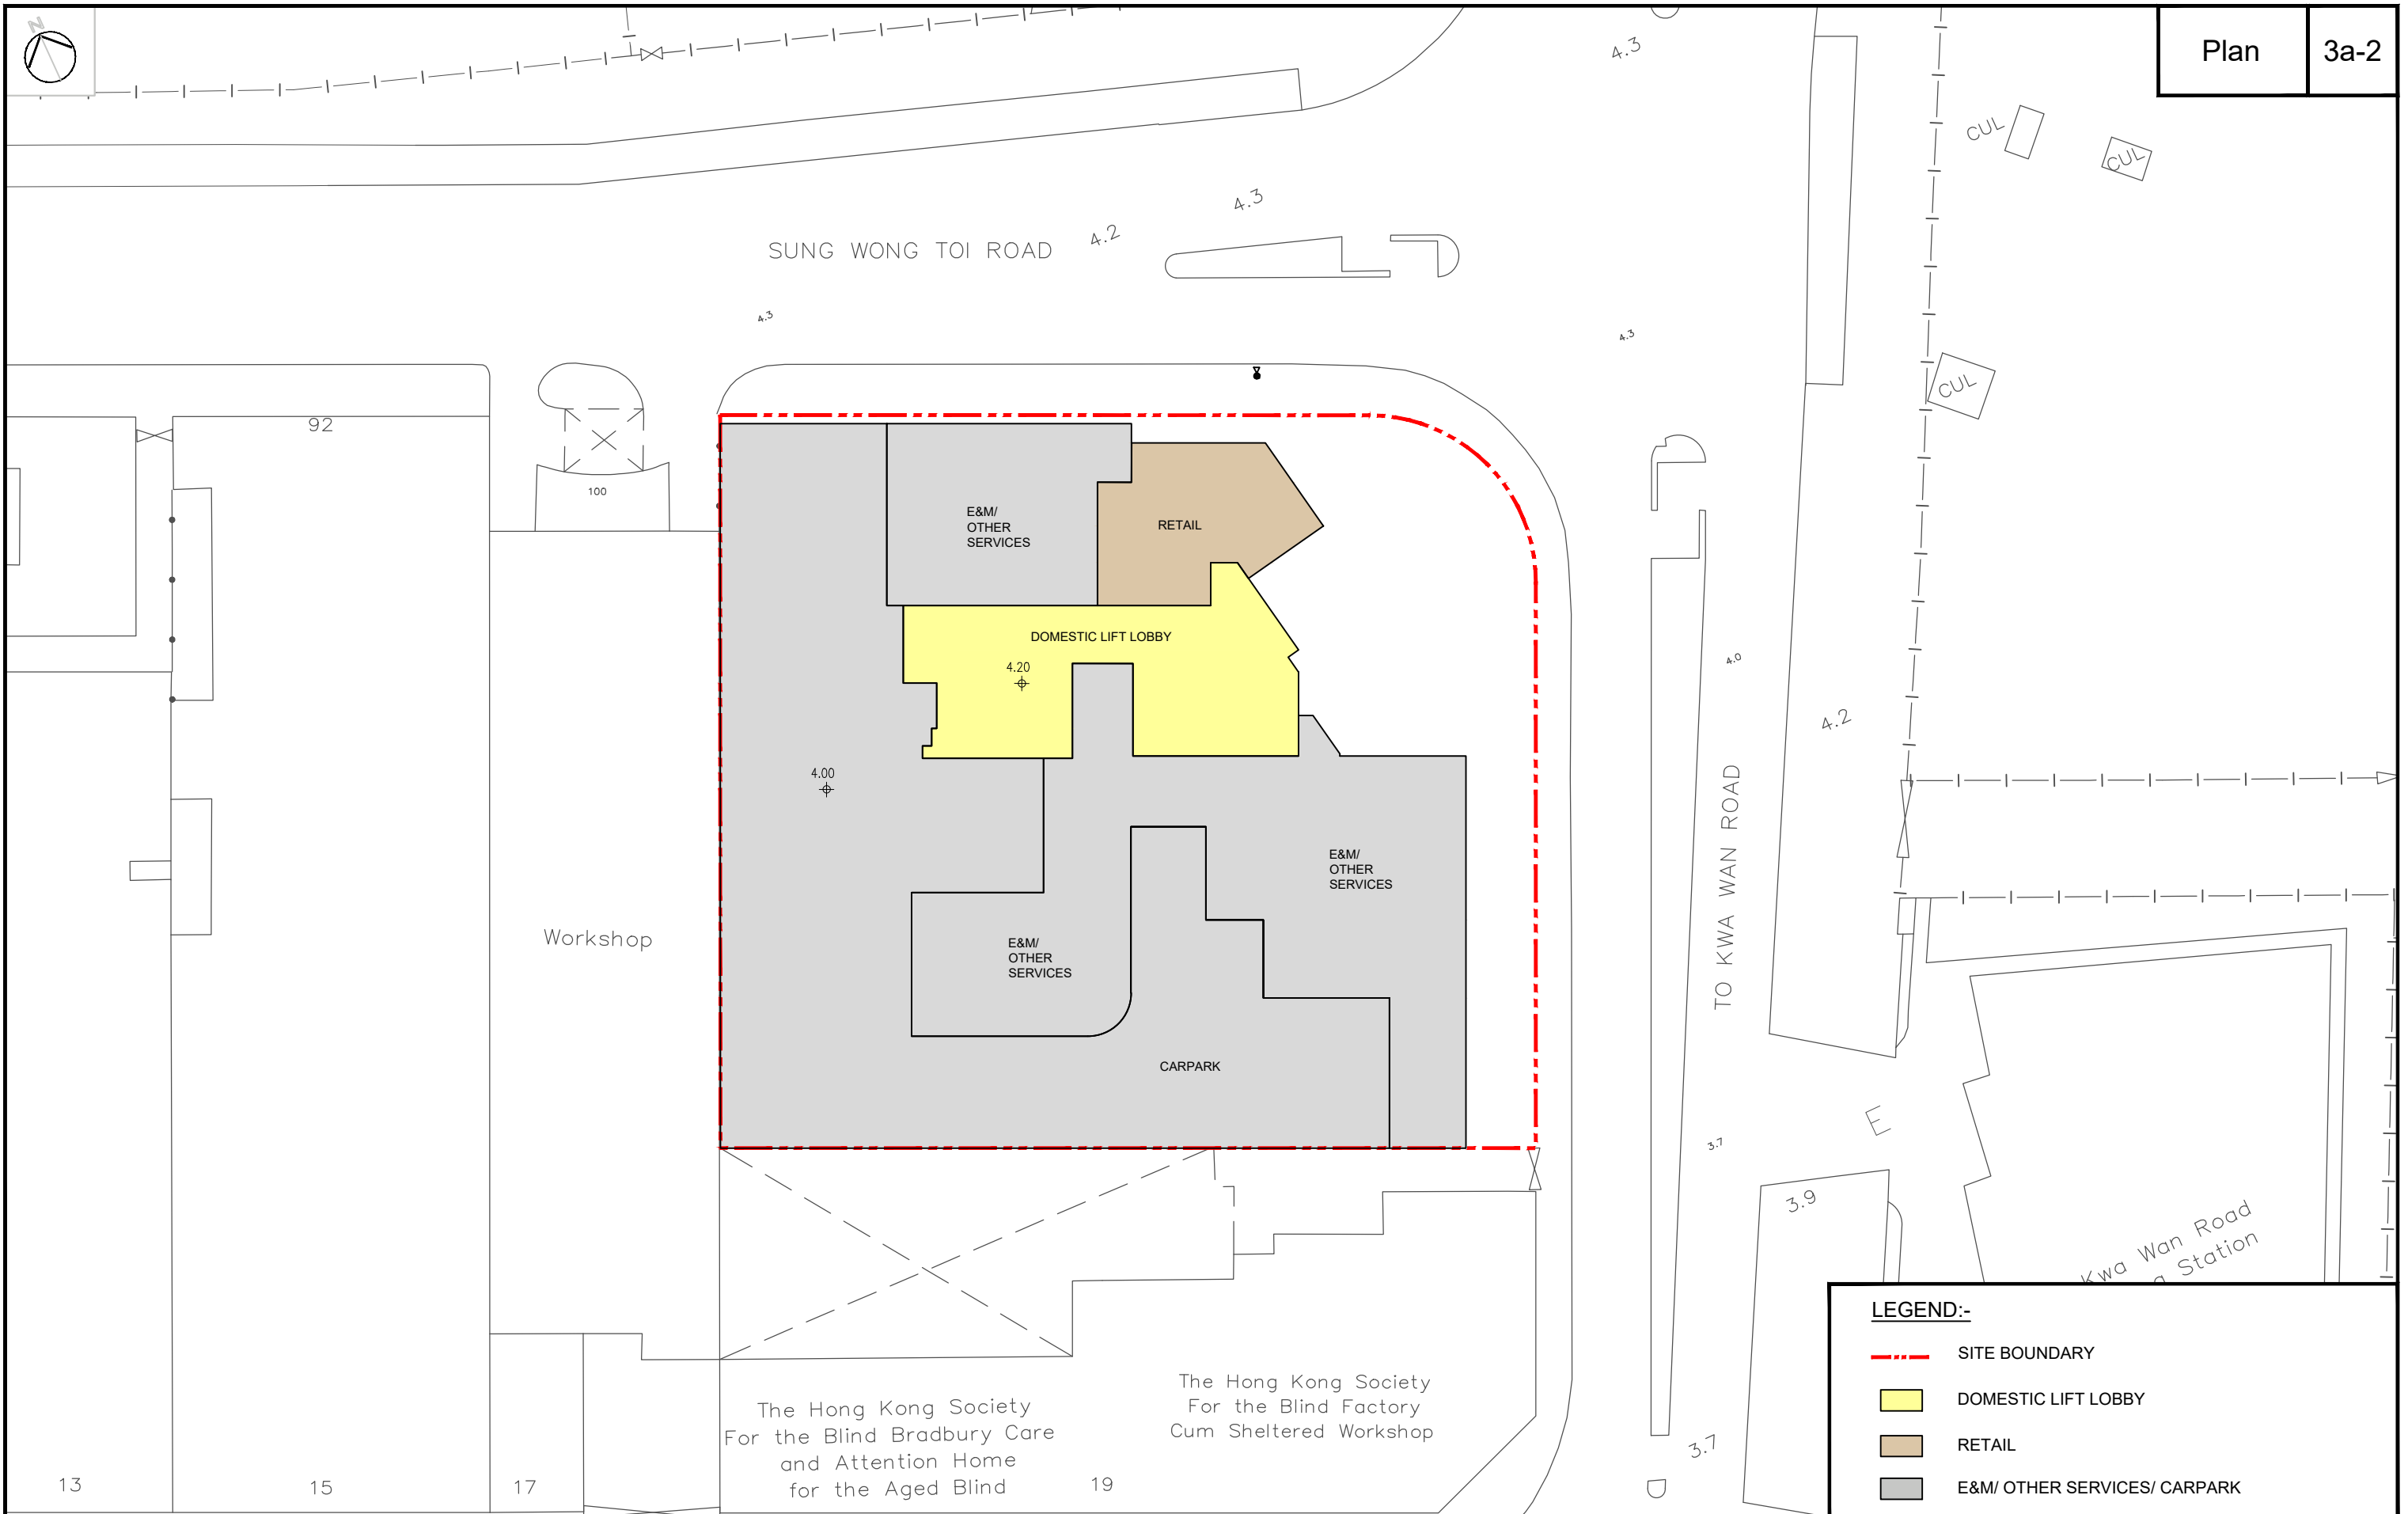 N
Plan
3a-2
4.3
CUL
CUL
4.3
4.2
SUNG WONG TOI ROAD
4.3
4.3
CUL
92
100
E&M/
OTHER
SERVICES
RETAIL
DOMESTIC LIFT LOBBY
4.20
4.0
4.2
4.00
TO KWA WAN ROAD
E&M/
OTHER
SERVICES
Workshop
E&M/
OTHER
SERVICES
CARPARK
E
3.7
3.9
Kwa Wan Road
Station
LEGEND:-
SITE BOUNDARY
DOMESTIC LIFT LOBBY
RETAIL
E&M/ OTHER SERVICES/ CARPARK
The Hong Kong Society
For the Blind Bradbury Care
and Attention Home
for the Aged Blind
The Hong Kong Society
For the Blind Factory
Cum Sheltered Workshop
3.7
13
15
17
19